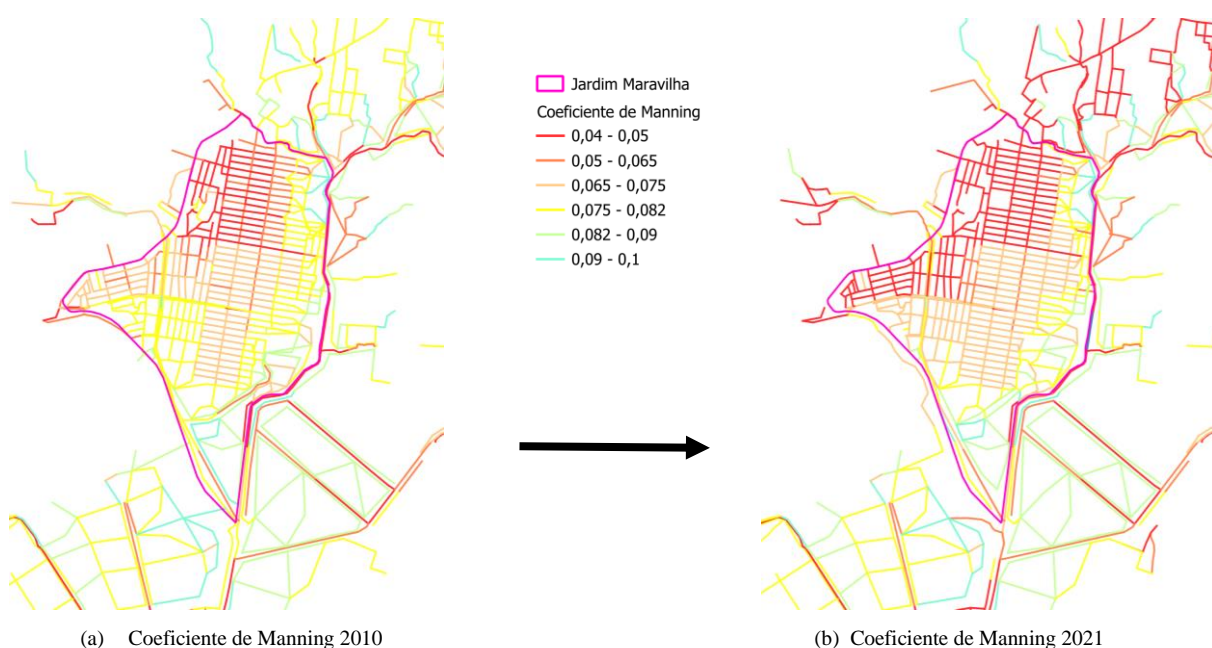 Jardim Maravilha
Coeficiente de Manning
0,04 - 0,05
0,05 - 0,065
0,065 - 0,075
0,075 - 0,082
0,082 - 0,09
0,09 - 0,1
(a) Coeficiente de Manning 2010
(b) Coeficiente de Manning 2021